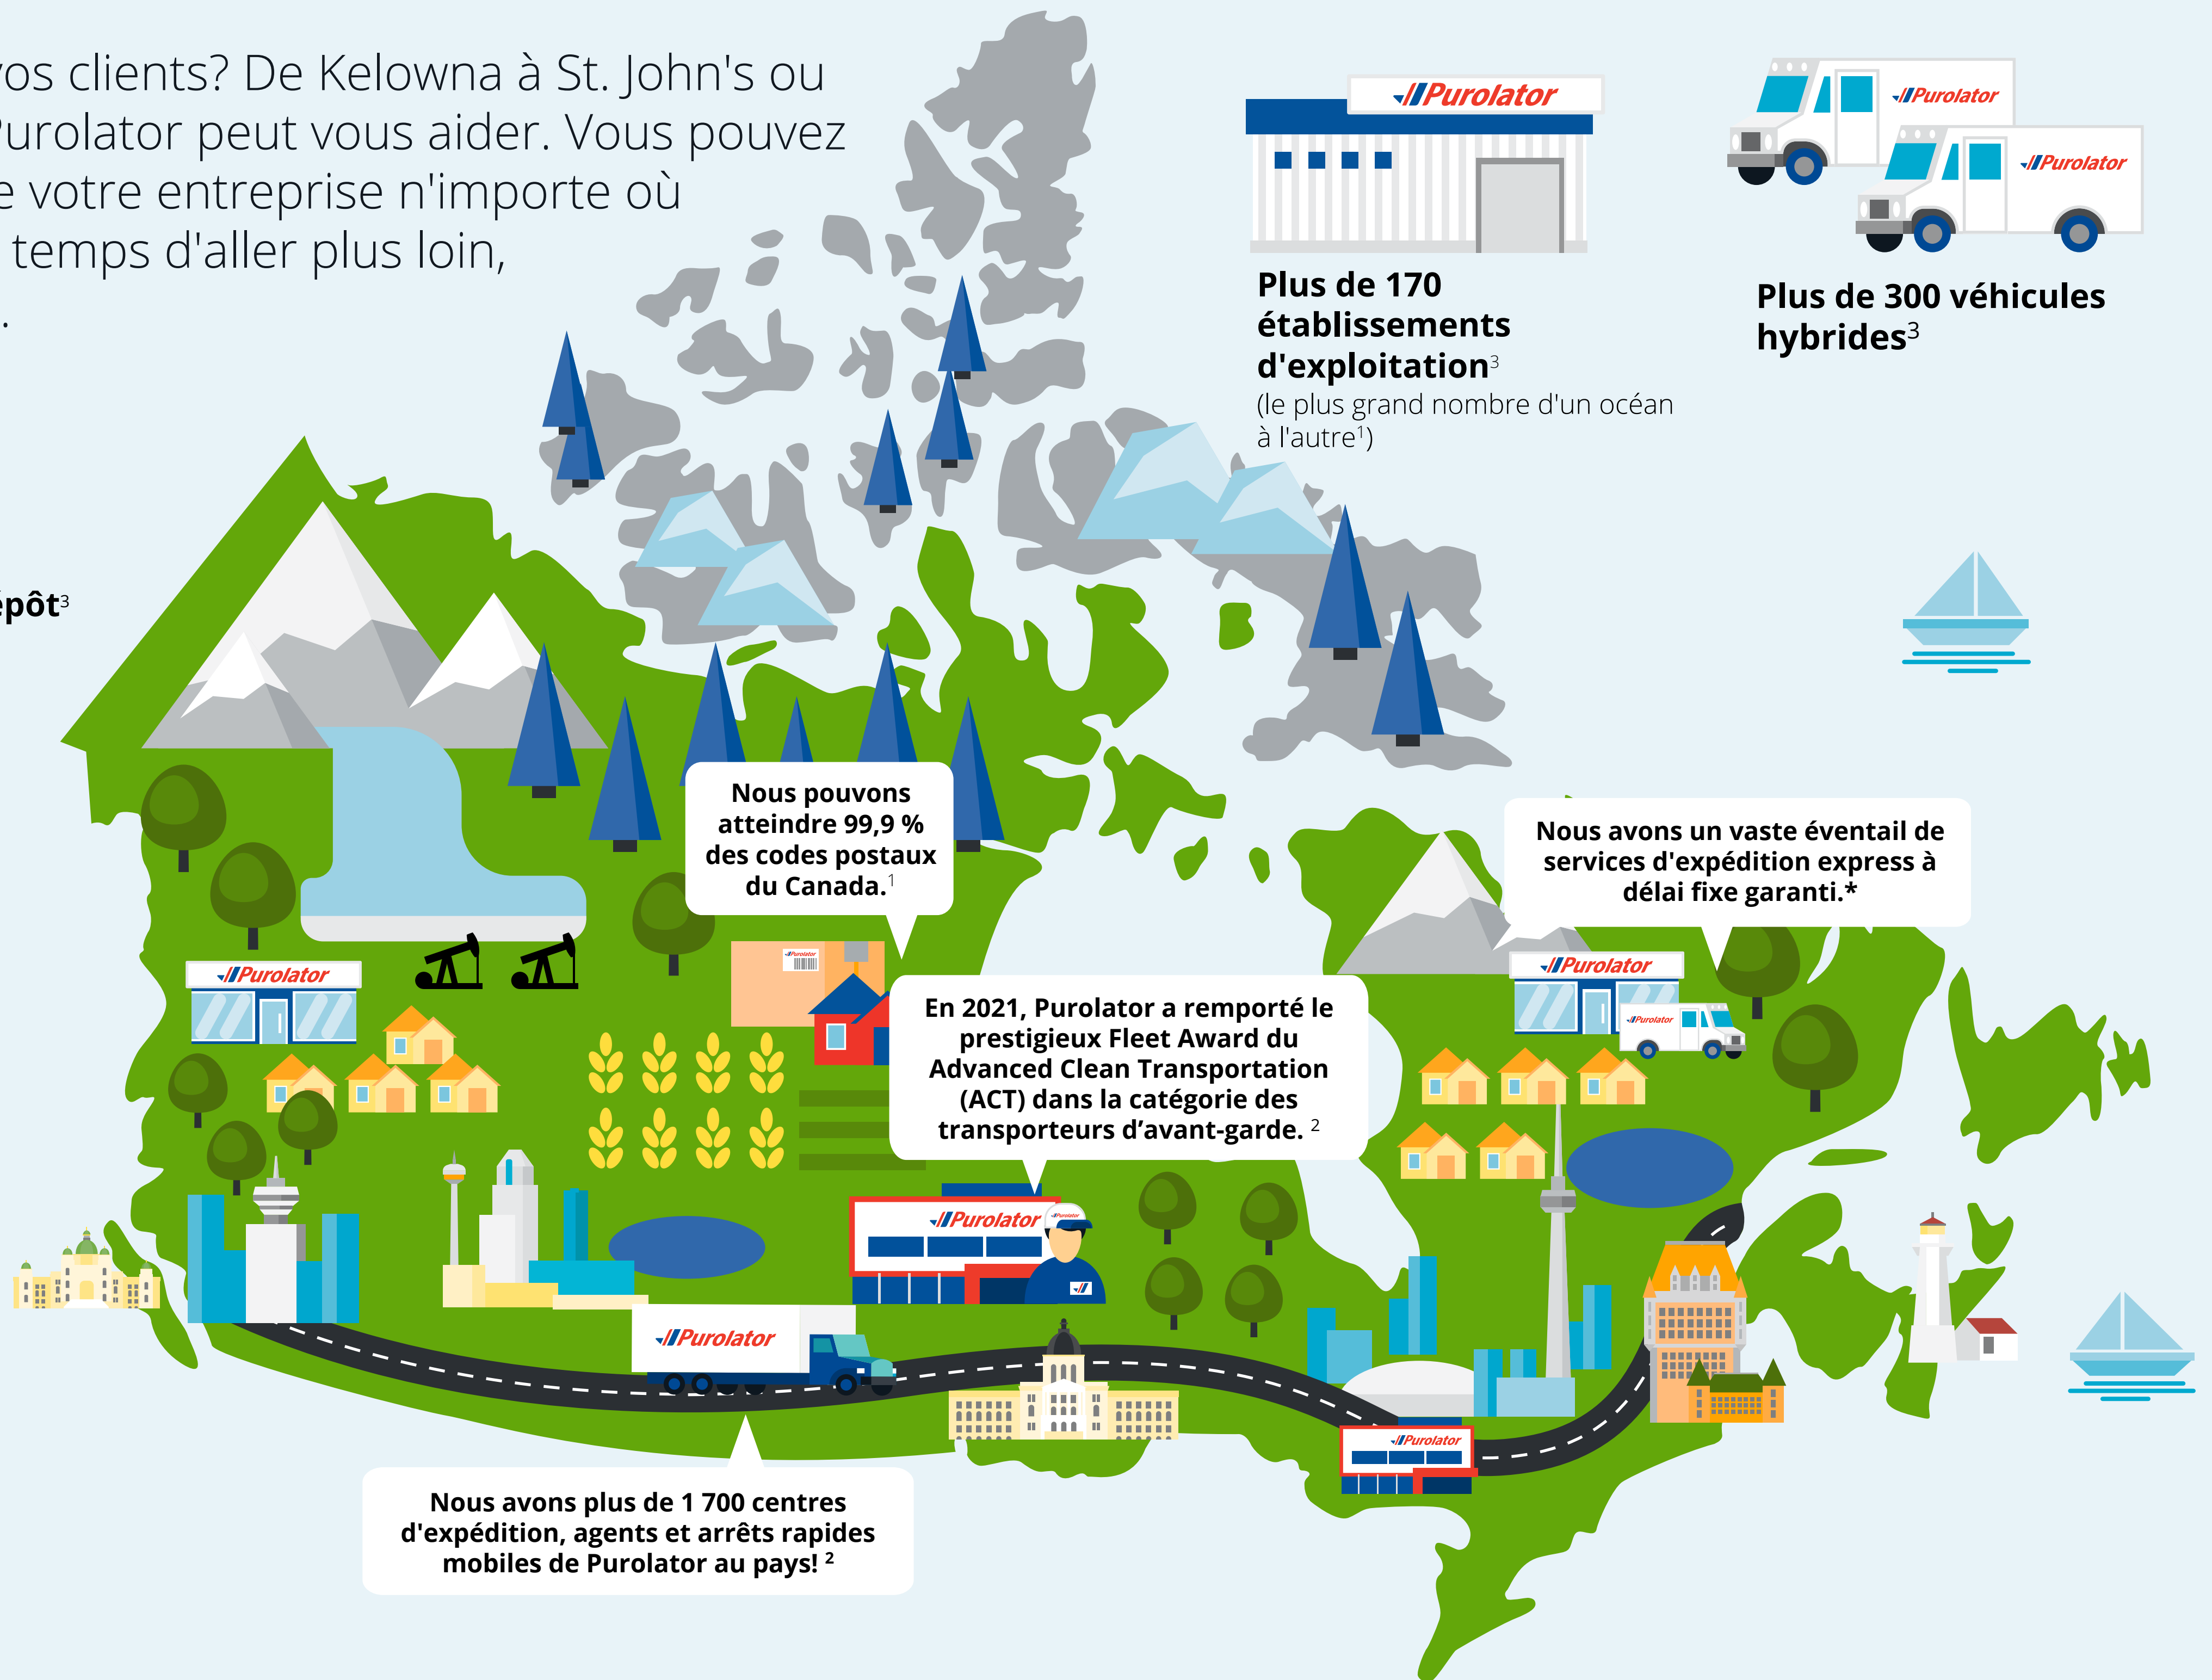 vos clients? De Kelowna à St. John's ou
Purolator peut vous aider. Vous pouvez
votre entreprise n'importe où
temps d'aller plus loin,
.
Purolator
Purolator
Purolator
Plus de 170
établissements
d'exploitation³
(le plus grand nombre d'un océan
à l'autre¹)
Plus de 300 véhicules
hybrides³
épôt³
Nous pouvons
atteindre 99,9 %
des codes postaux
du Canada.¹
Nous avons un vaste éventail de
services d'expédition express à
délai fixe garanti.*
Purolator
Purolator
Purolator
Purolator
En 2021, Purolator a remporté le
prestigieux Fleet Award du
Advanced Clean Transportation
(ACT) dans la catégorie des
transporteurs d’avant-garde. ²
Purolator
Purolator
Purolator
Purolator
Nous avons plus de 1 700 centres
d'expédition, agents et arrêts rapides
mobiles de Purolator au pays! ²